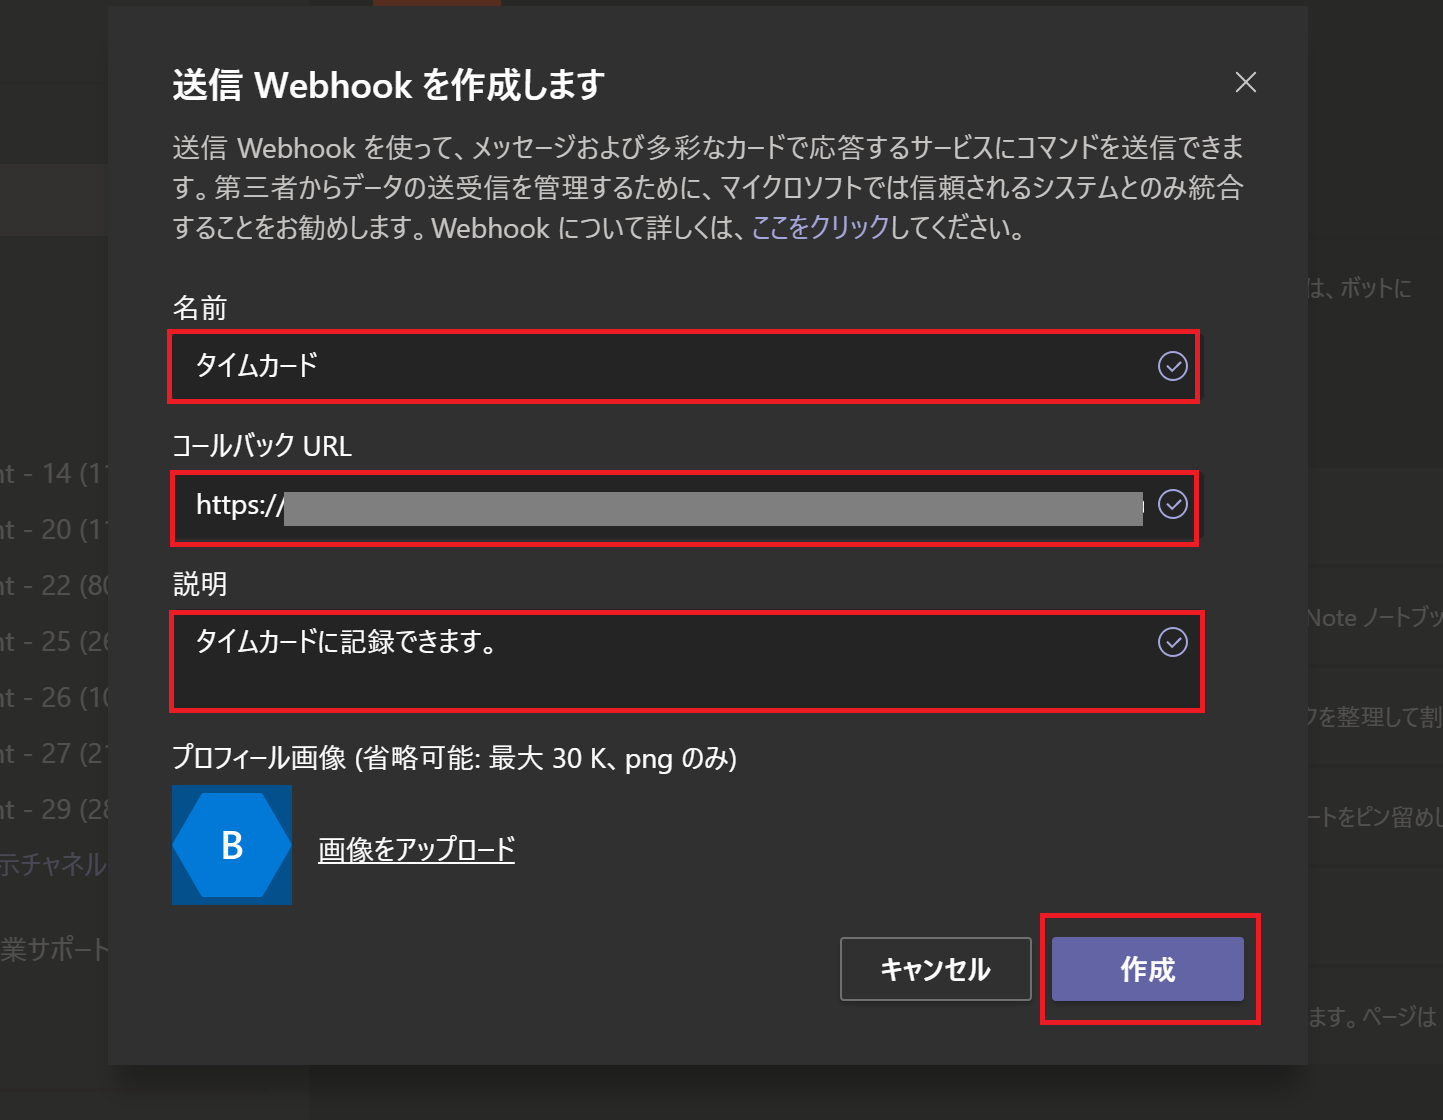 送信 Webhook を作成します
送信 Webhook を使って、メッセージおよび多彩なカードで応答するサービスにコマンドを送信できま
す。第三者からデータの送受信を管理するために、マイクロソフトでは信頼されるシステムとのみ統合
することをお勧めします。Webhook について詳しくは、ここをクリックしてください。
は、ボットに
名前
タイムカード
コールバック URL
nt - 14 (11
https://
nt - 20 (11
説明
nt - 22 (80
Note ノートブッ
タイムカードに記録できます。
nt - 25 (26
nt - 26 (10
クを整理して割
nt - 27 (21
プロフィール画像 (省略可能: 最大 30 K、png のみ)
nt - 29 (28
ートをピン留めし
B
画像をアップロード
示チャネル
業サポート
キャンセル
作成
ます。ページは